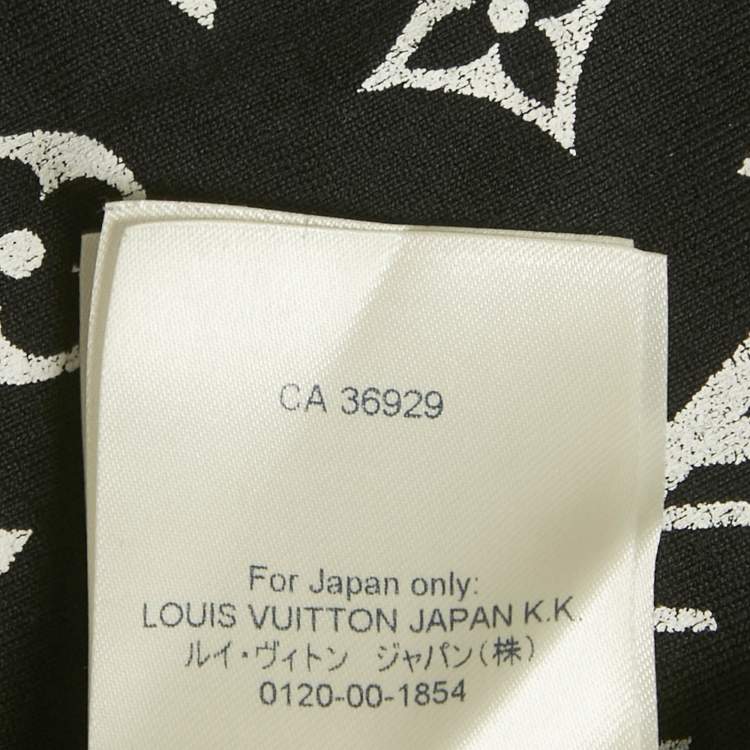 CA 36929
For Japan only:
LOUIS VUITTON JAPAN K.K.
ルイ・ヴィトン　ジャパン(株)
0120-00-1854